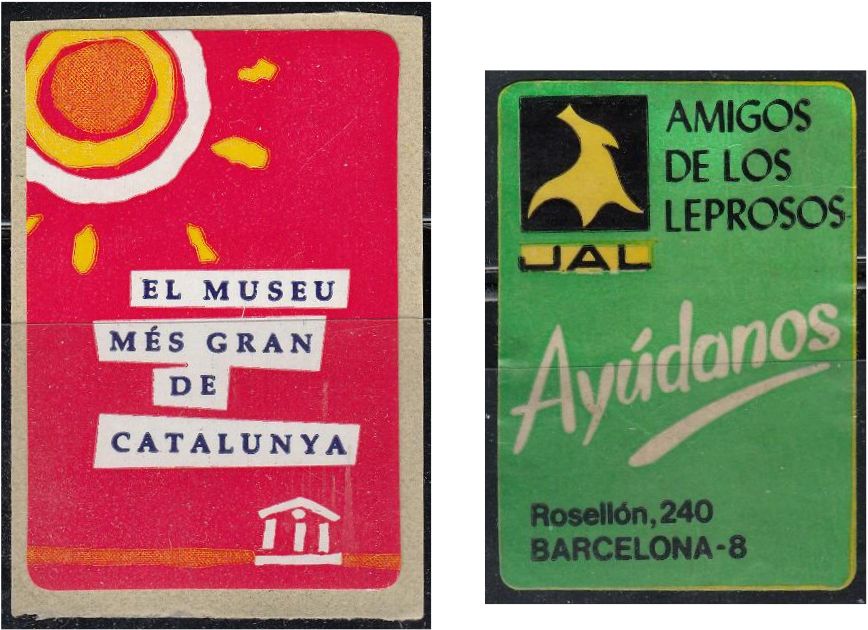 EL MUSEU
MÉS GRAN
DE
CATALUNYA
AMIGOS
DE LOS
LEPROSOS
JAL
Ayúdanos
Rosellón, 240
BARCELONA-8